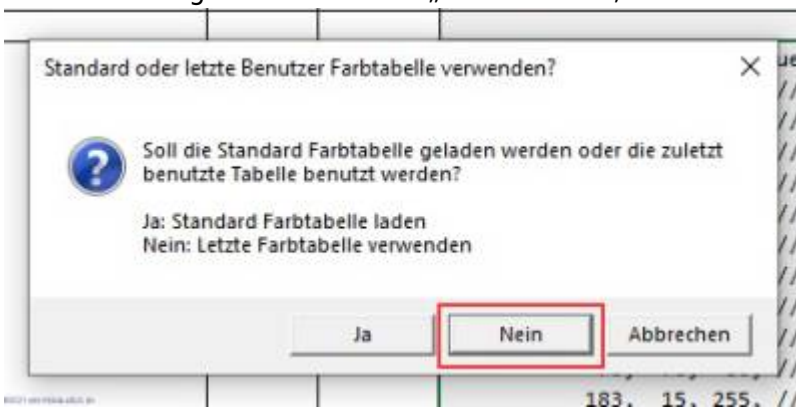 Standard oder letzte Benutzer Farbtabelle verwenden?
Soll die Standard Farbtabelle geladen werden oder die zuletzt
benutzte Tabelle benutzt werden?
Ja: Standard Farbtabelle laden
Nein: Letzte Farbtabelle verwenden
Ja Nein Abbrechen
183, 15, 255, //